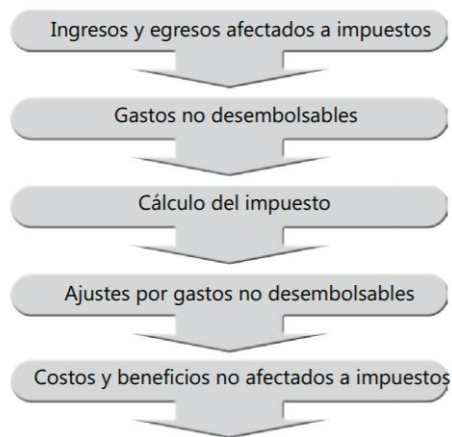 Ingresos y egresos afectados a impuestos
Gastos no desembolsables
Cálculo del impuesto
Ajustes por gastos no desembolsables
Costos y beneficios no afectados a impuestos